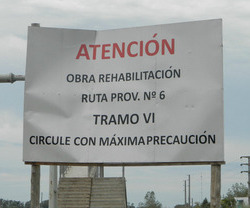 ATENCIÓN
OBRA REHABILITACIÓN
RUTA PROV. Nº 6
TRAMO VI
CIRCULE CON MÁXIMA PRECAUCIÓN